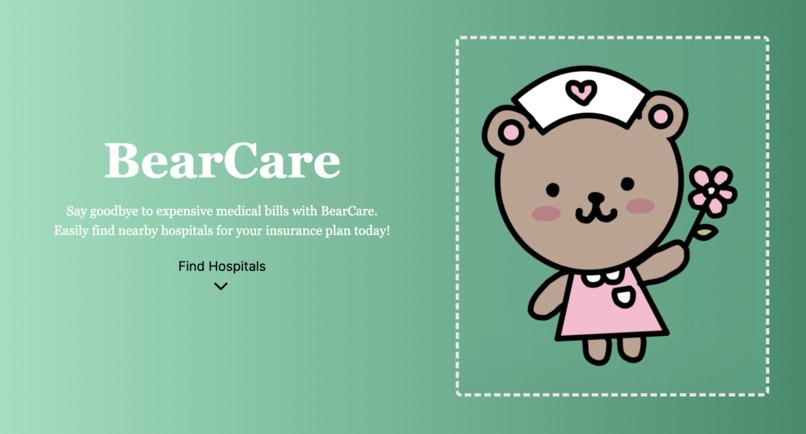 BearCare
Say goodbye to expensive medical bills with BearCare.
Easily find nearby hospitals for your insurance plan today!
Find Hospitals